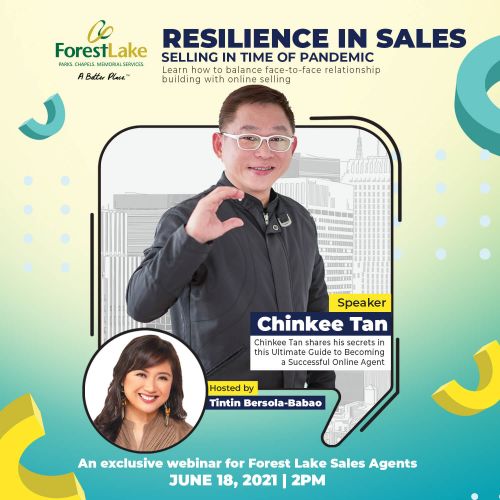 ForestLake
PARKS. CHAPELS. MEMORIAL SERVICES.
A Better Place.™
RESILIENCE IN SALES
SELLING IN TIME OF PANDEMIC
Learn how to balance face-to-face relationship
building with online selling
Speaker
Chinkee Tan
Chinkee Tan shares his secrets in
this Ultimate Guide to Becoming
a Successful Online Agent
Hosted by
Tintin Bersola-Babao
An exclusive webinar for Forest Lake Sales Agents
JUNE 18, 2021 | 2PM